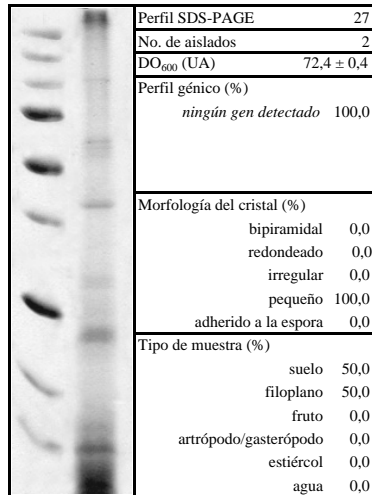 Perfil SDS-PAGE 27
No. de aislados 2
DO600 (UA) 72,4 ± 0,4
Perfil génico (%)
ningún gen detectado 100,0
Morfología del cristal (%)
bipiramidal 0,0
redondeado 0,0
irregular 0,0
pequeño 100,0
adherido a la espora 0,0
Tipo de muestra (%)
suelo 50,0
filoplano 50,0
fruto 0,0
artrópodo/gasterópodo 0,0
estiércol 0,0
agua 0,0